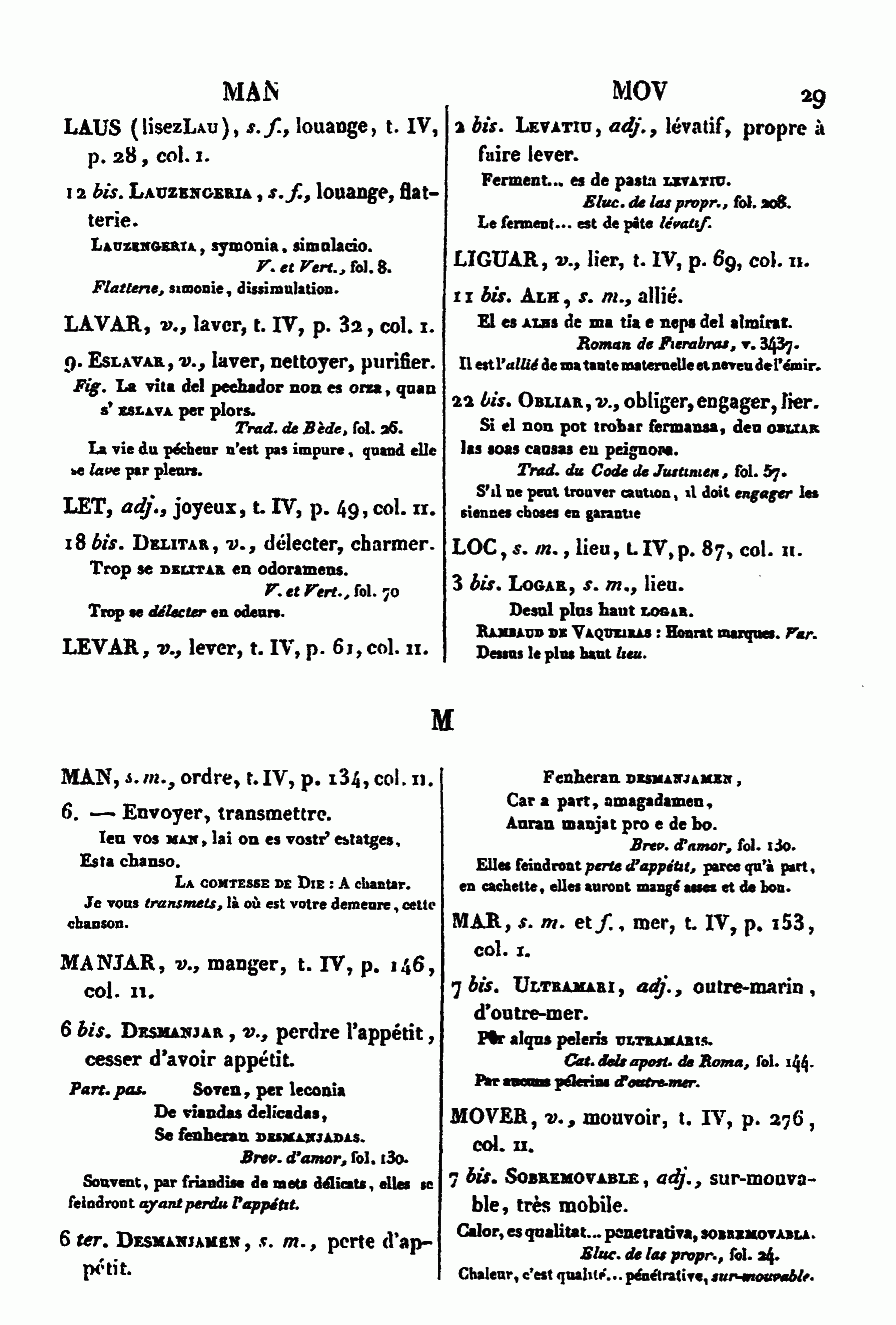 MAN
MOV
29
LAUS (lisez LAU), s. f., louange, t. IV,
p. 28, col. I.
12 bis. LAUZENGERIA, s. f., louange, flat-
terie.
LAUZENGERIA, symonia, simulacio.
V. et Vert., fol. 8.
Flatterie, simonie, dissimulation.
LAVAR, v., laver, t. IV, p. 32, col. I.
9. ESLAVAR, v., laver, nettoyer, purifier.
Fig. La vita del pechador non es orza, quan
s' ESLAVA per plors.
Trad. de Bède, fol. 26.
La vie du pécheur n'est pas impure, quand elle
se lave par pleurs.
LET, adj., joyeux, t. IV, p. 49, col. II.
18 bis. DELITAR, v., délecter, charmer.
Trop se DELITAR en odoramens.
V. et Vert., fol. 70
Trop se délecter en odeurs.
LEVAR, v., lever, t. IV, p. 61, col. II.
2 bis. LEVATIU, adj., lévatif, propre à
faire lever.
Ferment... es de pasta LEVATIU.
Eluc. de las propr., fol. 208.
Le ferment... est de pâte lévatif.
LIGUAR, v., lier, t. IV, p. 69, col. II.
11 bis. ALH, s. m., allié.
El es ALHS de ma tia e neps del almirat.
Roman de Fierabras, v. 3437.
Il est l'allié de ma tante maternelle et neveu de l'émir.
22 bis. OBLIAR, v., obliger, engager, lier.
Si el non pot trobar fermansa, deu OBLIAR
las soas causas en peignora.
Trad. du Code de Justinien, fol. 57.
S'il ne peut trouver caution, il doit engager les
siennes choses en garantie
LOC, s. m., lieu, t. IV, p. 87, col. II.
3 bis. LOGAR, s. m., lieu.
Desul plus haut LOGAR.
RAMBAUD DE VAQUEIRAS : Honrat marques. Var.
Dessus le plus haut lieu.
M
MAN, s. m., ordre, t. IV, p. 134, col. II.
6. — Envoyer, transmettre.
Ieu vos MAN, lai on es vostr' estatges,
Esta chanso.
LA COMTESSE DE DIE : A chantar.
Je vous transmets, là où est votre demeure, cette
chanson.
MANJAR, v., manger, t. IV, p. 146,
col. II.
6 bis. DESMANJAR, v., perdre l'appétit,
cesser d'avoir appétit.
Part. pas. Soven, per leconia
De viandas delicadas,
Se fenheran DESMANJADAS.
Brev. d'amor, fol. 130.
Souvent, par friandise de mets délicats, elles se
feindront ayant perdu l'appétit.
6 ter. DESMANJAMEN, s. m., perte d'ap-
pétit.
Fenheran DESMANJAMEN,
Car a part, amagadamen,
Auran manjat pro e de bo.
Brev. d'amor, fol. 130.
Elles feindront perte d'appétit, parce qu'à part,
en cachette, elles auront mangé assez et de bon.
MAR, s. m. et f., mer, t. IV, p. 153,
col. I.
7 bis. ULTRAMARI, adj., outre-marin,
d'outre-mer.
Per alqus peleris ULTRAMARIS.
Cat. dels apost. de Roma, fol. 144.
Par aucuns pélerins d'outre-mer.
MOVER, v., mouvoir, t. IV, p. 276,
col. II.
7 bis. SOBREMOVABLE, adj., sur-mouva-
ble, très mobile.
Calor, es qualitat... penetrativa, SOBREMOVABLA.
Eluc. de las propr., fol. 24.
Chaleur, c'est qualité... pénétrative, sur-mouvable.